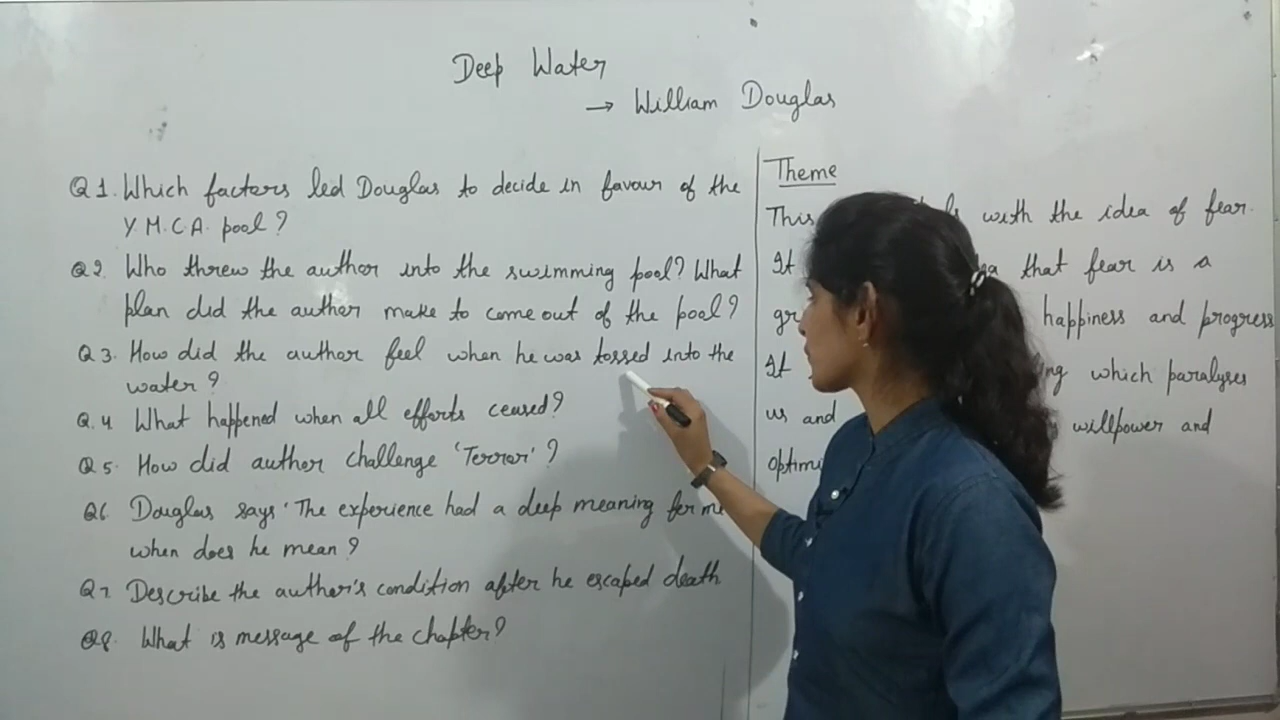 Deep Water
→ William Douglas
Q1. Which factors led Douglas to decide in favour of the
Y.M.C.A. pool?
Q2. Who threw the author into the swimming pool? What
plan did the author make to come out of the pool?
Q3. How did the author feel when he was tossed into the
water?
Q.4 What happened when all efforts ceased?
Q5. How did author challenge 'Terror'?
Q6. Douglas says 'The experience had a deep meaning for
when does he mean?
Q7 Describe the author's condition after he escaped death
Q8. What is message of the chapter?
Theme
This with the idea of fear.
It that fear is a
happiness and progress
It which paralyses
us and willpower and